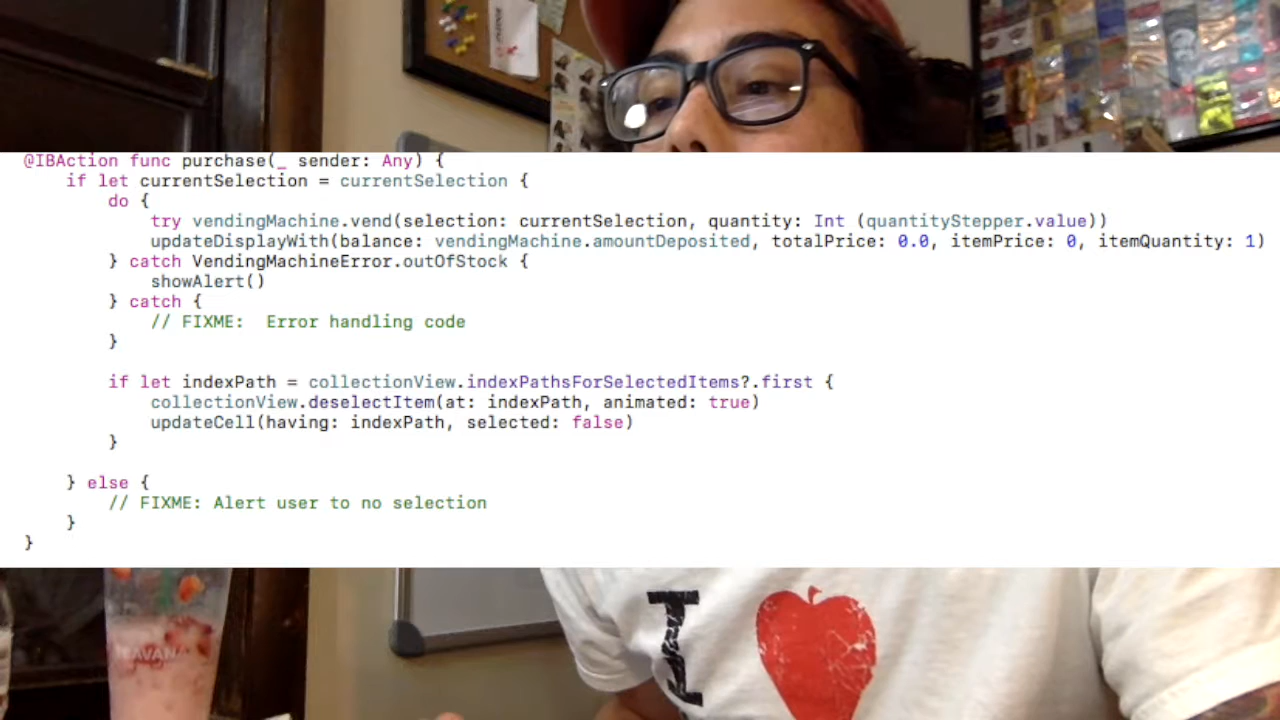 @IBAction func purchase(_ sender: Any) {
if let currentSelection = currentSelection {
do {
try vendingMachine.vend(selection: currentSelection, quantity: Int (quantityStepper.value))
updateDisplayWith(balance: vendingMachine.amountDeposited, totalPrice: 0.0, itemPrice: 0, itemQuantity: 1)
} catch VendingMachineError.outOfStock {
showAlert()
} catch {
// FIXME:  Error handling code
}
if let indexPath = collectionView.indexPathsForSelectedItems?.first {
collectionView.deselectItem(at: indexPath, animated: true)
updateCell(having: indexPath, selected: false)
}
} else {
// FIXME: Alert user to no selection
}
}
I
TEAVANA